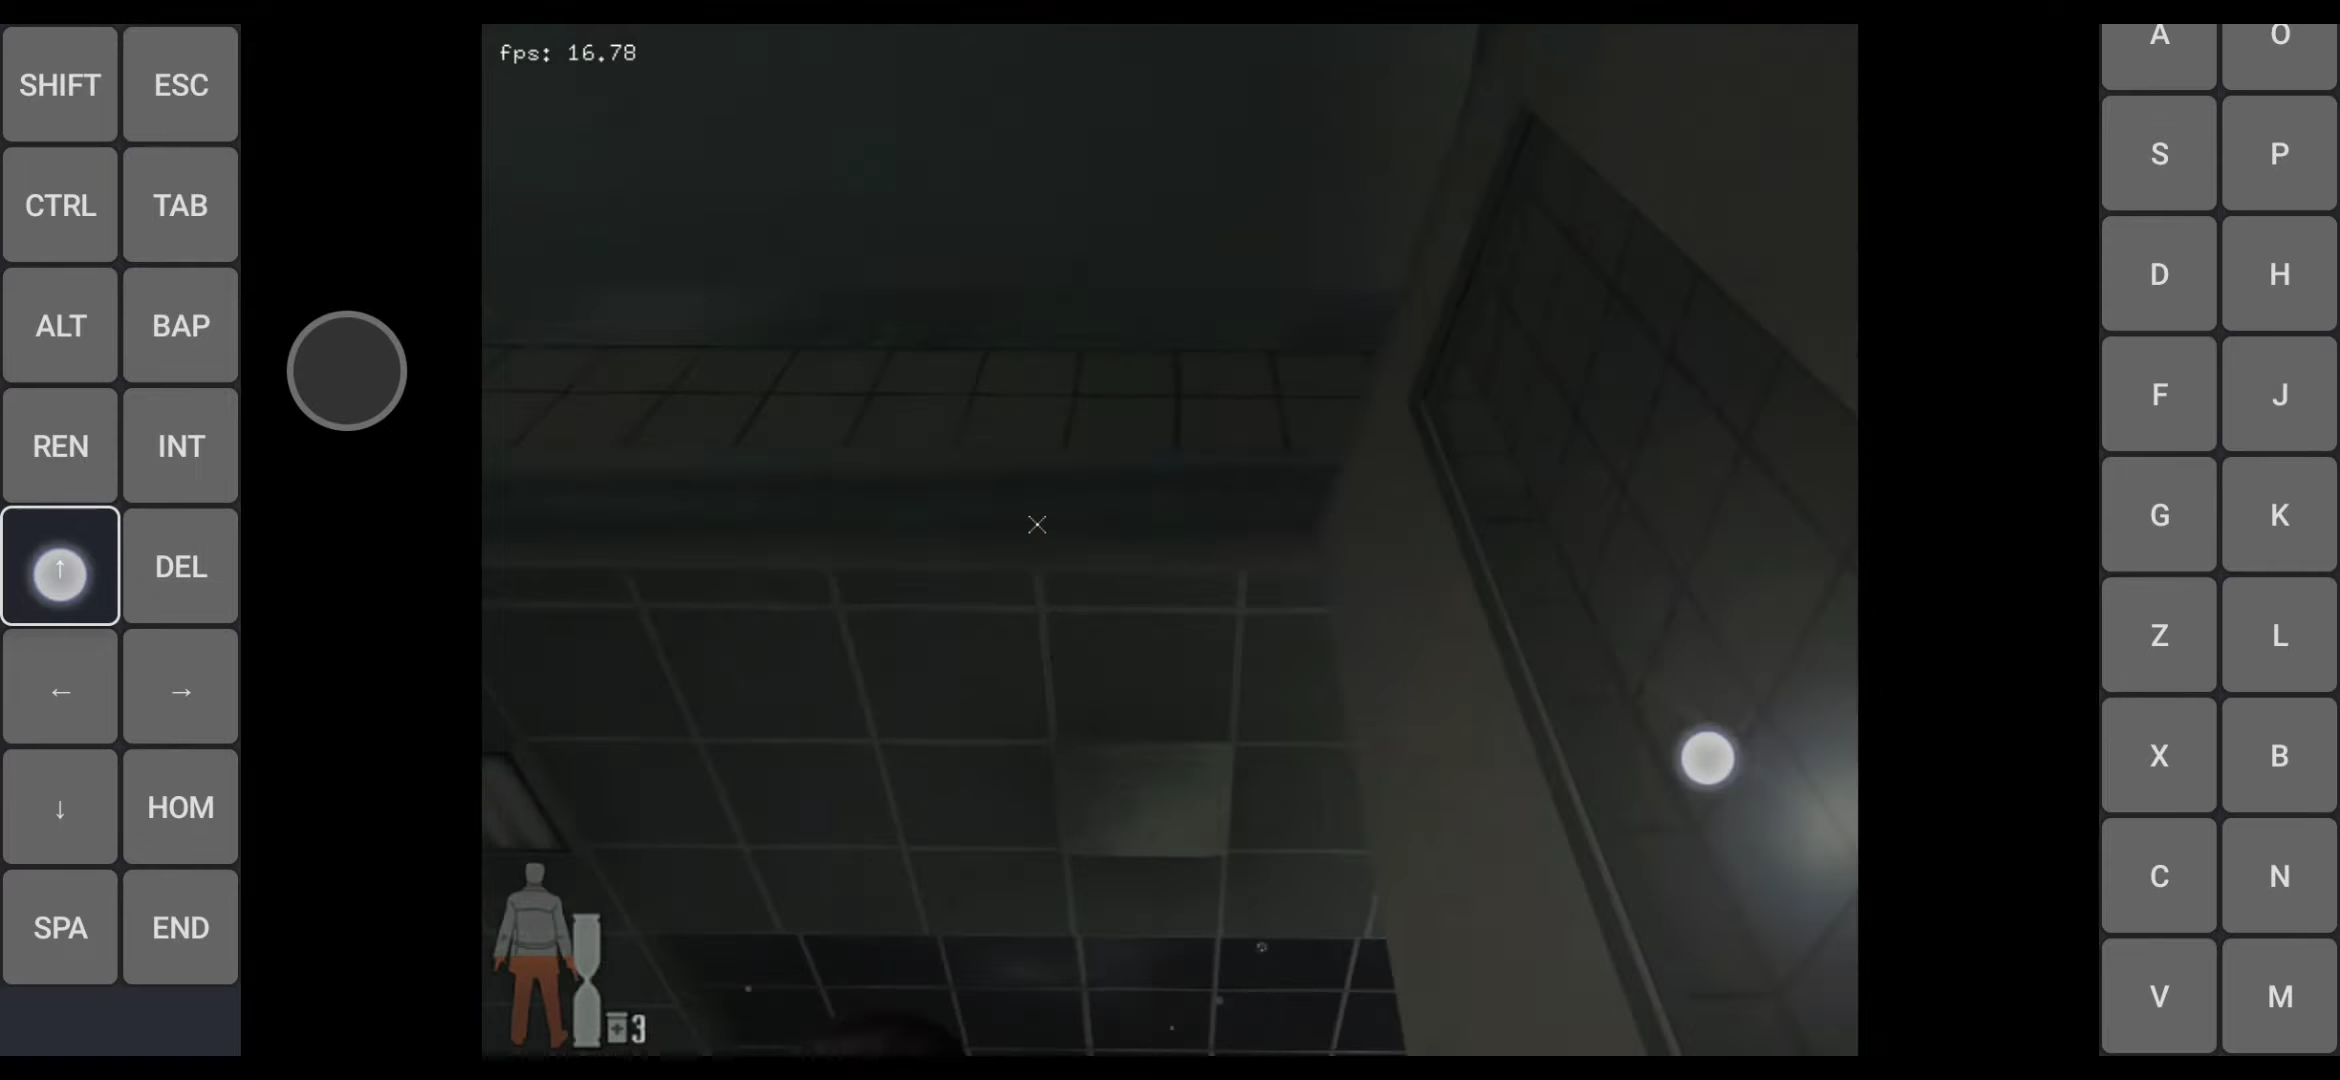 SHIFT ESC
CTRL TAB
ALT BAP
REN INT
↑ DEL
← →
↓ HOM
SPA END
fps: 16.78
3
A O
S P
D H
F J
G K
Z L
X B
C N
V M